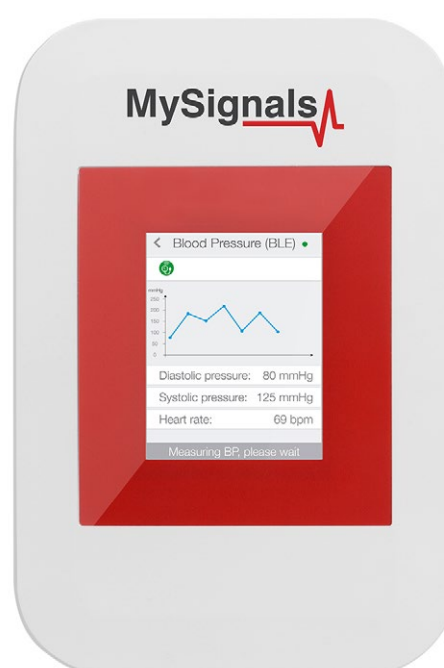 MySignals
< Blood Pressure (BLE)
mmHg
250
200
150
100
50
0
Diastolic pressure: 80 mmHg
Systolic pressure: 125 mmHg
Heart rate: 69 bpm
Measuring BP, please wait